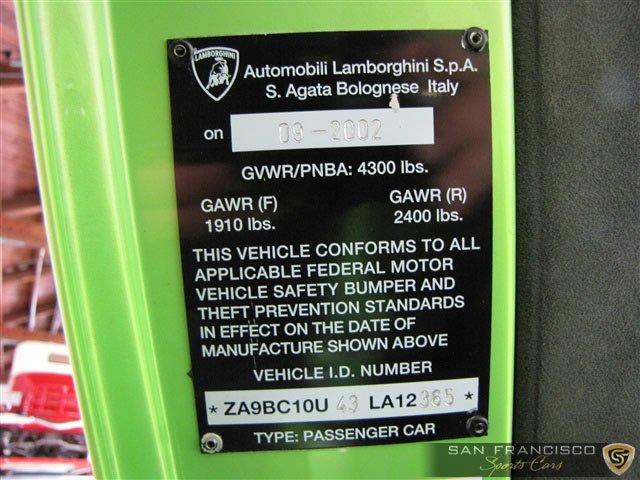 LAMBORGHINI
Automobili Lamborghini S.p.A.
S. Agata Bolognese Italy
on 09-2002
GVWR/PNBA: 4300 lbs.
GAWR (F) GAWR (R)
1910 lbs. 2400 lbs.
THIS VEHICLE CONFORMS TO ALL
APPLICABLE FEDERAL MOTOR
VEHICLE SAFETY BUMPER AND
THEFT PREVENTION STANDARDS
IN EFFECT ON THE DATE OF
MANUFACTURE SHOWN ABOVE
VEHICLE I.D. NUMBER
* ZA9BC10U 43 LA12365 *
TYPE: PASSENGER CAR
SAN FRANCISCO
Sports Cars